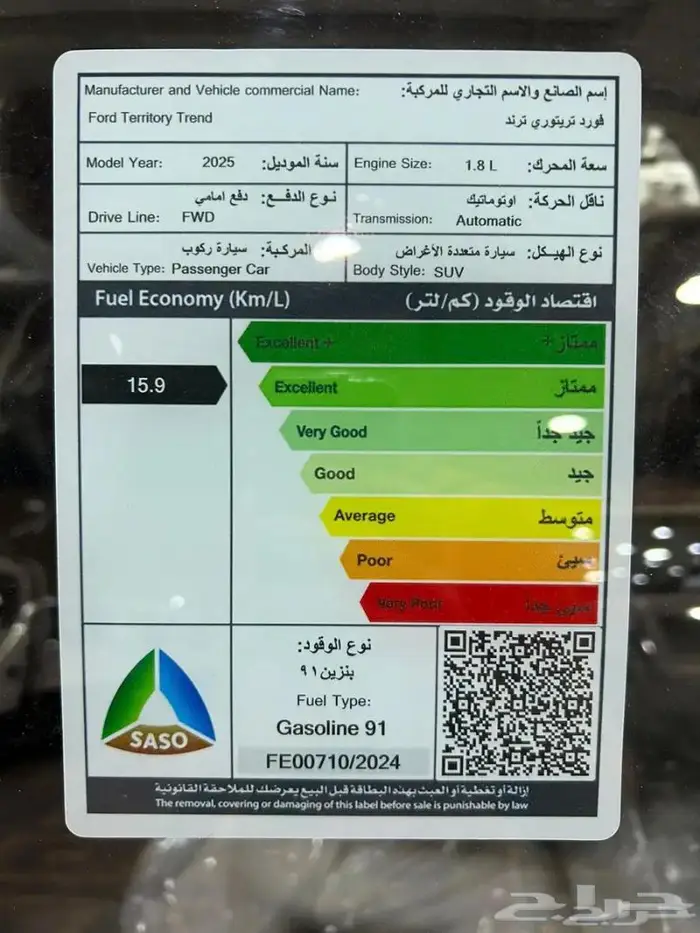 Manufacturer and Vehicle commercial Name: إسم الصانع والاسم التجاري للمركبة:
Ford Territory Trend فورد تريتوري ترند
Model Year: 2025 سنة الموديل: Engine Size: 1.8 L سعة المحرك:
نوع الدفع: دفع امامي
Drive Line: FWD
ناقل الحركة: اوتوماتيك
Transmission: Automatic
المركبة: سيارة ركوب
Vehicle Type: Passenger Car
نوع الهيكل: سيارة متعددة الأغراض
Body Style: SUV
Fuel Economy (Km/L) اقتصاد الوقود (كم/لتر)
Excellent+ ممتاز+
15.9
Excellent ممتاز
Very Good جيد جداً
Good جيد
Average متوسط
Poor سيئ
Very Poor سيئ جداً
SASO
نوع الوقود:
بنزين ٩١
Fuel Type:
Gasoline 91
FE00710/2024
إزالة أو تغطية أو العبث بهذه البطاقة قبل البيع يعرضك للملاحقة القانونية
The removal, covering or damaging of this label before sale is punishable by law
حراج